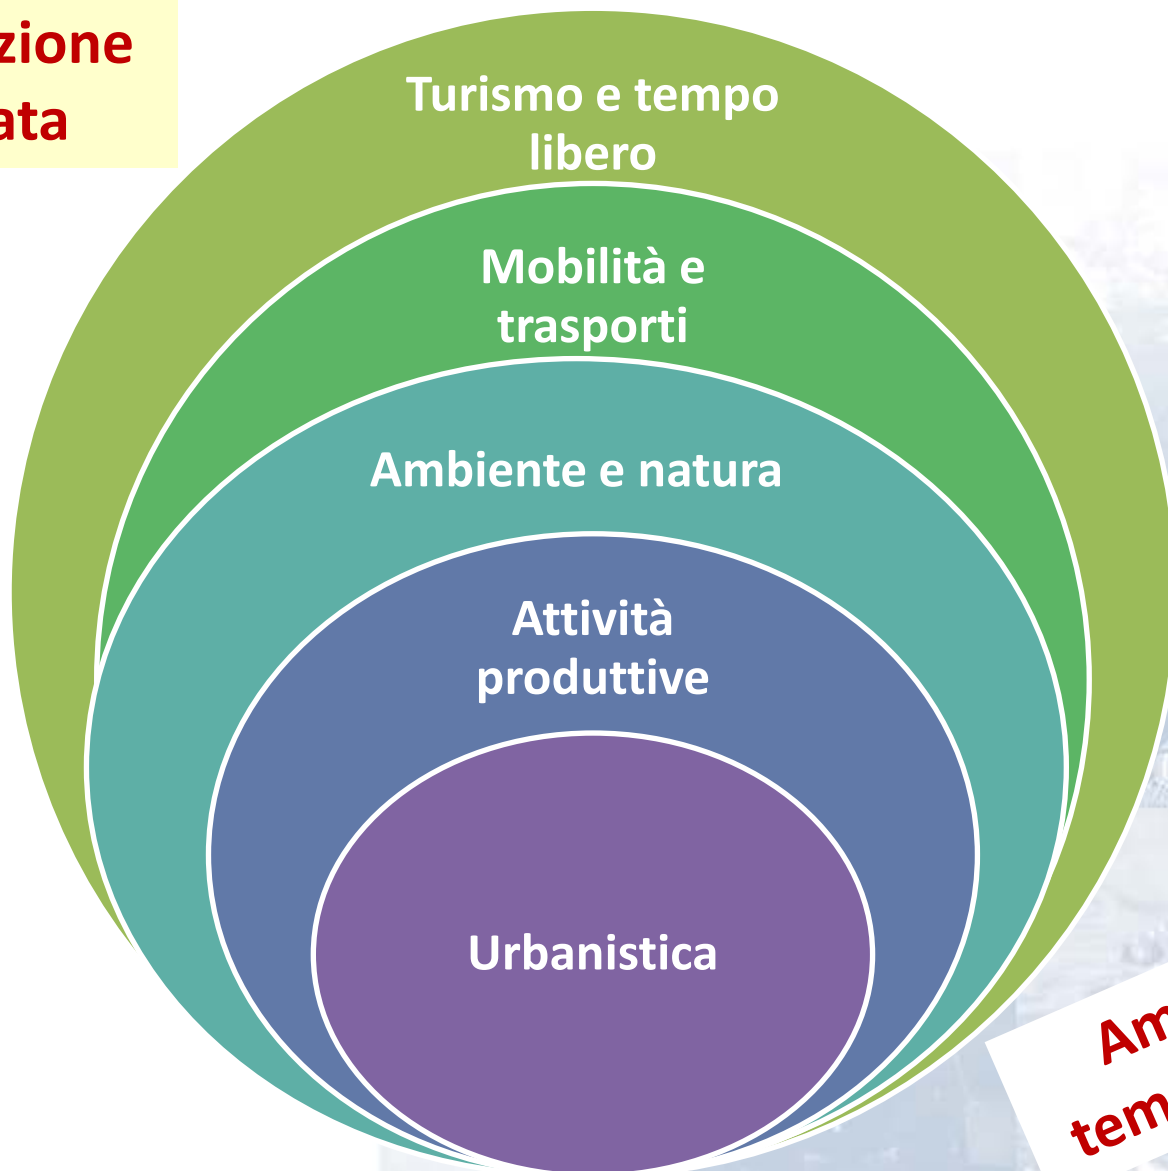 zione
ata
Turismo e tempo
libero
Mobilità e
trasporti
Ambiente e natura
Attività
produttive
Urbanistica
Am
tem